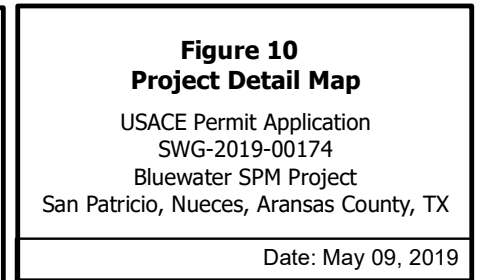 Figure 10
Project Detail Map
USACE Permit Application
SWG-2019-00174
Bluewater SPM Project
San Patricio, Nueces, Aransas County, TX
Date: May 09, 2019